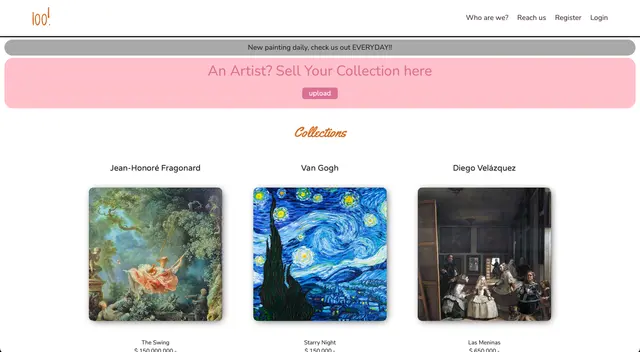 100!
Who are we? Reach us Register Login
New painting daily, check us out EVERYDAY!!
An Artist? Sell Your Collection here
upload
Collections
Jean-Honoré Fragonard Van Gogh Diego Velázquez
The Swing Starry Night Las Meninas
$ 150,000,000 - $ 150,000 - $ 650,000 -